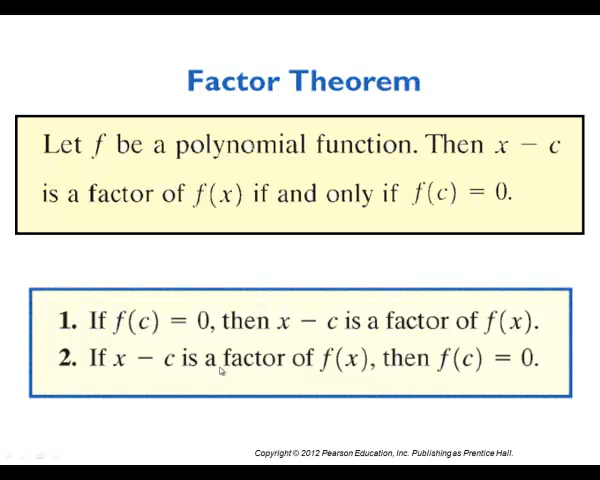 Factor Theorem
Let f be a polynomial function. Then x − c
is a factor of f(x) if and only if f(c) = 0.
1. If f(c) = 0, then x − c is a factor of f(x).
2. If x − c is a factor of f(x), then f(c) = 0.
Copyright © 2012 Pearson Education, Inc. Publishing as Prentice Hall.